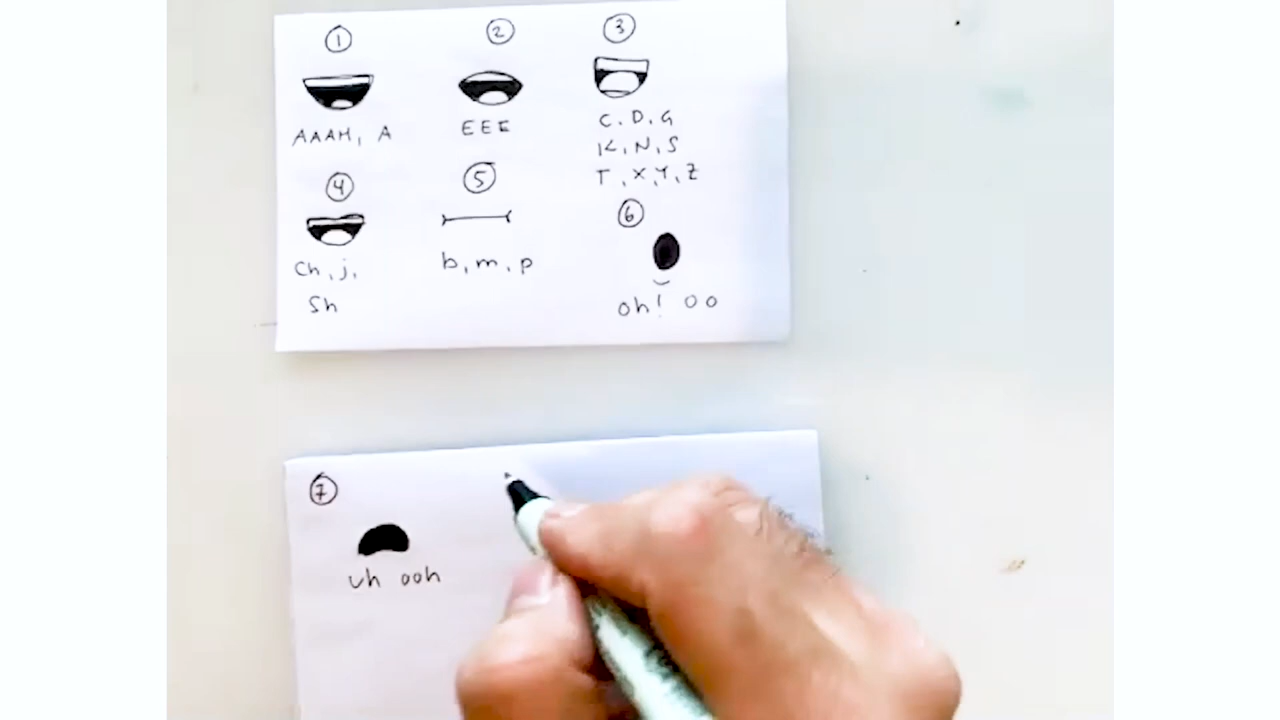 1
AAAH, A
2
EEE
3
C, D, G
K, N, S
T, X, Y, Z
4
Ch, j,
Sh
5
b, m, p
6
oh! oo
7
uh ooh